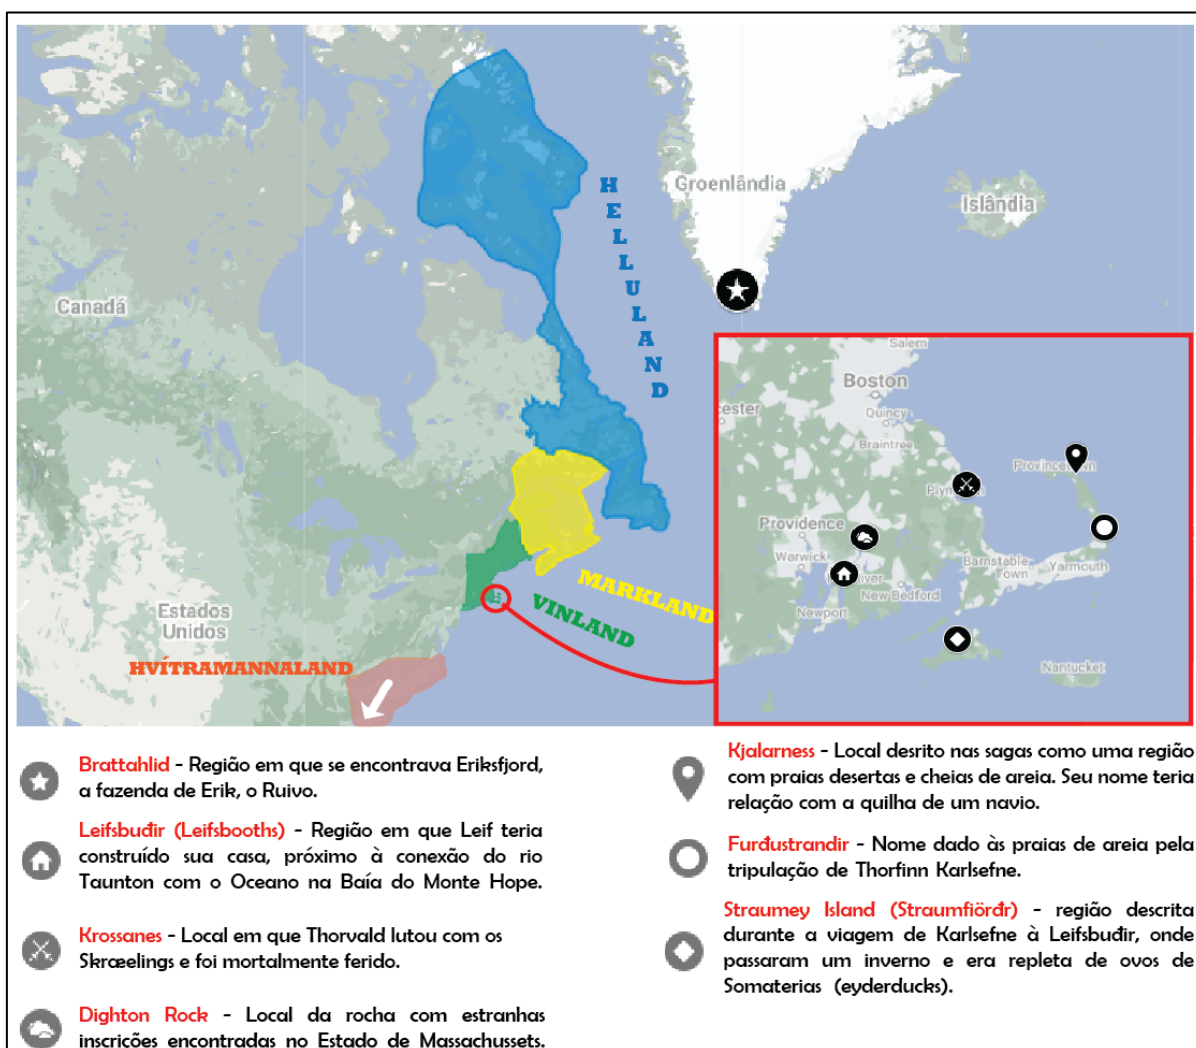 HELLULAND
Groenlândia
Islândia
Canadá
Salem
Boston
Quincy
Braintree
Providence
Warwick
Barnstable
Town
Yarmouth
New Bedford
Newport
Nantucket
MARKLAND
VINLAND
Estados
Unidos
HVÍTRAMANNALAND
Brattahlid - Região em que se encontrava Eriksfjord,
a fazenda de Erik, o Ruivo.
Leifsbuđir (Leifsbooths) - Região em que Leif teria
construído sua casa, próximo à conexão do rio
Taunton com o Oceano na Baía do Monte Hope.
Krossanes - Local em que Thorvald lutou com os
Skrælings e foi mortalmente ferido.
Dighton Rock - Local da rocha com estranhas
inscrições encontradas no Estado de Massachussets.
Kjalarness - Local desrito nas sagas como uma região
com praias desertas e cheias de areia. Seu nome teria
relação com a quilha de um navio.
Furđustrandir - Nome dado às praias de areia pela
tripulação de Thorfinn Karlsefne.
Straumey Island (Straumfiörđr) - região descrita
durante a viagem de Karlsefne à Leifsbuđir, onde
passaram um inverno e era repleta de ovos de
Somaterias (eyderducks).